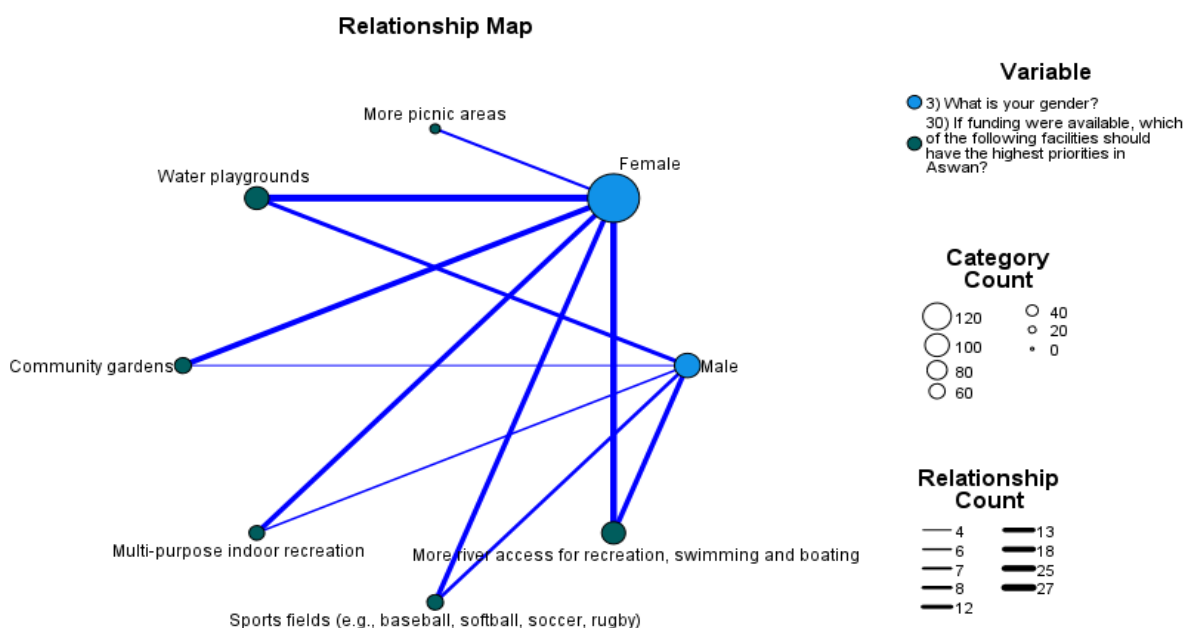 Relationship Map
More picnic areas
Water playgrounds
Female
Community gardens
Male
Multi-purpose indoor recreation
More river access for recreation, swimming and boating
Sports fields (e.g., baseball, softball, soccer, rugby)
Variable
3) What is your gender?
30) If funding were available, which
of the following facilities should
have the highest priorities in
Aswan?
Category
Count
120
100
80
60
40
20
0
Relationship
Count
4
6
7
8
12
13
18
25
27